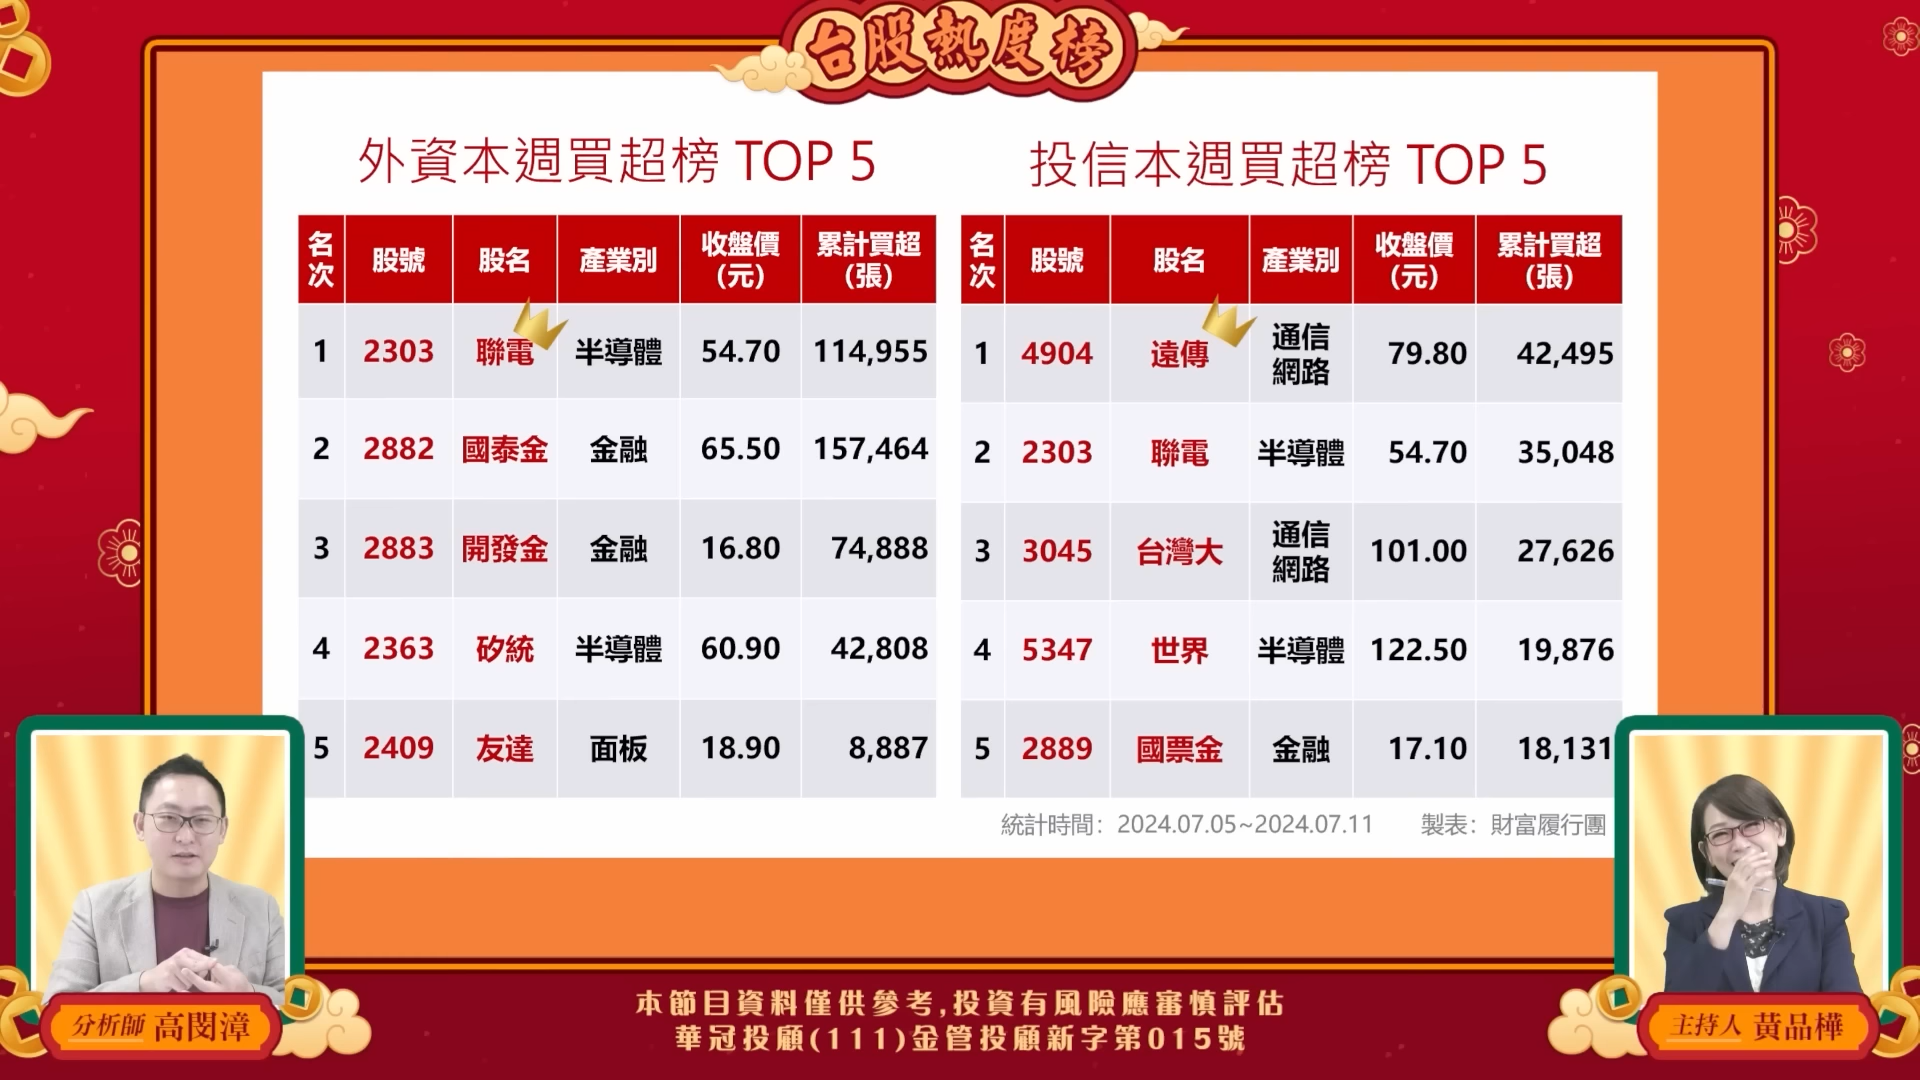 台股熱度榜
外資本週買超榜 TOP 5
名次 股號 股名 產業別 收盤價(元) 累計買超(張)
1 2303 聯電 半導體 54.70 114,955
2 2882 國泰金 金融 65.50 157,464
3 2883 開發金 金融 16.80 74,888
4 2363 矽統 半導體 60.90 42,808
5 2409 友達 面板 18.90 8,887
投信本週買超榜 TOP 5
名次 股號 股名 產業別 收盤價(元) 累計買超(張)
1 4904 遠傳 通信網路 79.80 42,495
2 2303 聯電 半導體 54.70 35,048
3 3045 台灣大 通信網路 101.00 27,626
4 5347 世界 半導體 122.50 19,876
5 2889 國票金 金融 17.10 18,131
統計時間：2024.07.05~2024.07.11 製表：財富履行團
分析師 高閔漳
本節目資料僅供參考,投資有風險應審慎評估
華冠投顧(111)金管投顧新字第015號
主持人 黃品樺